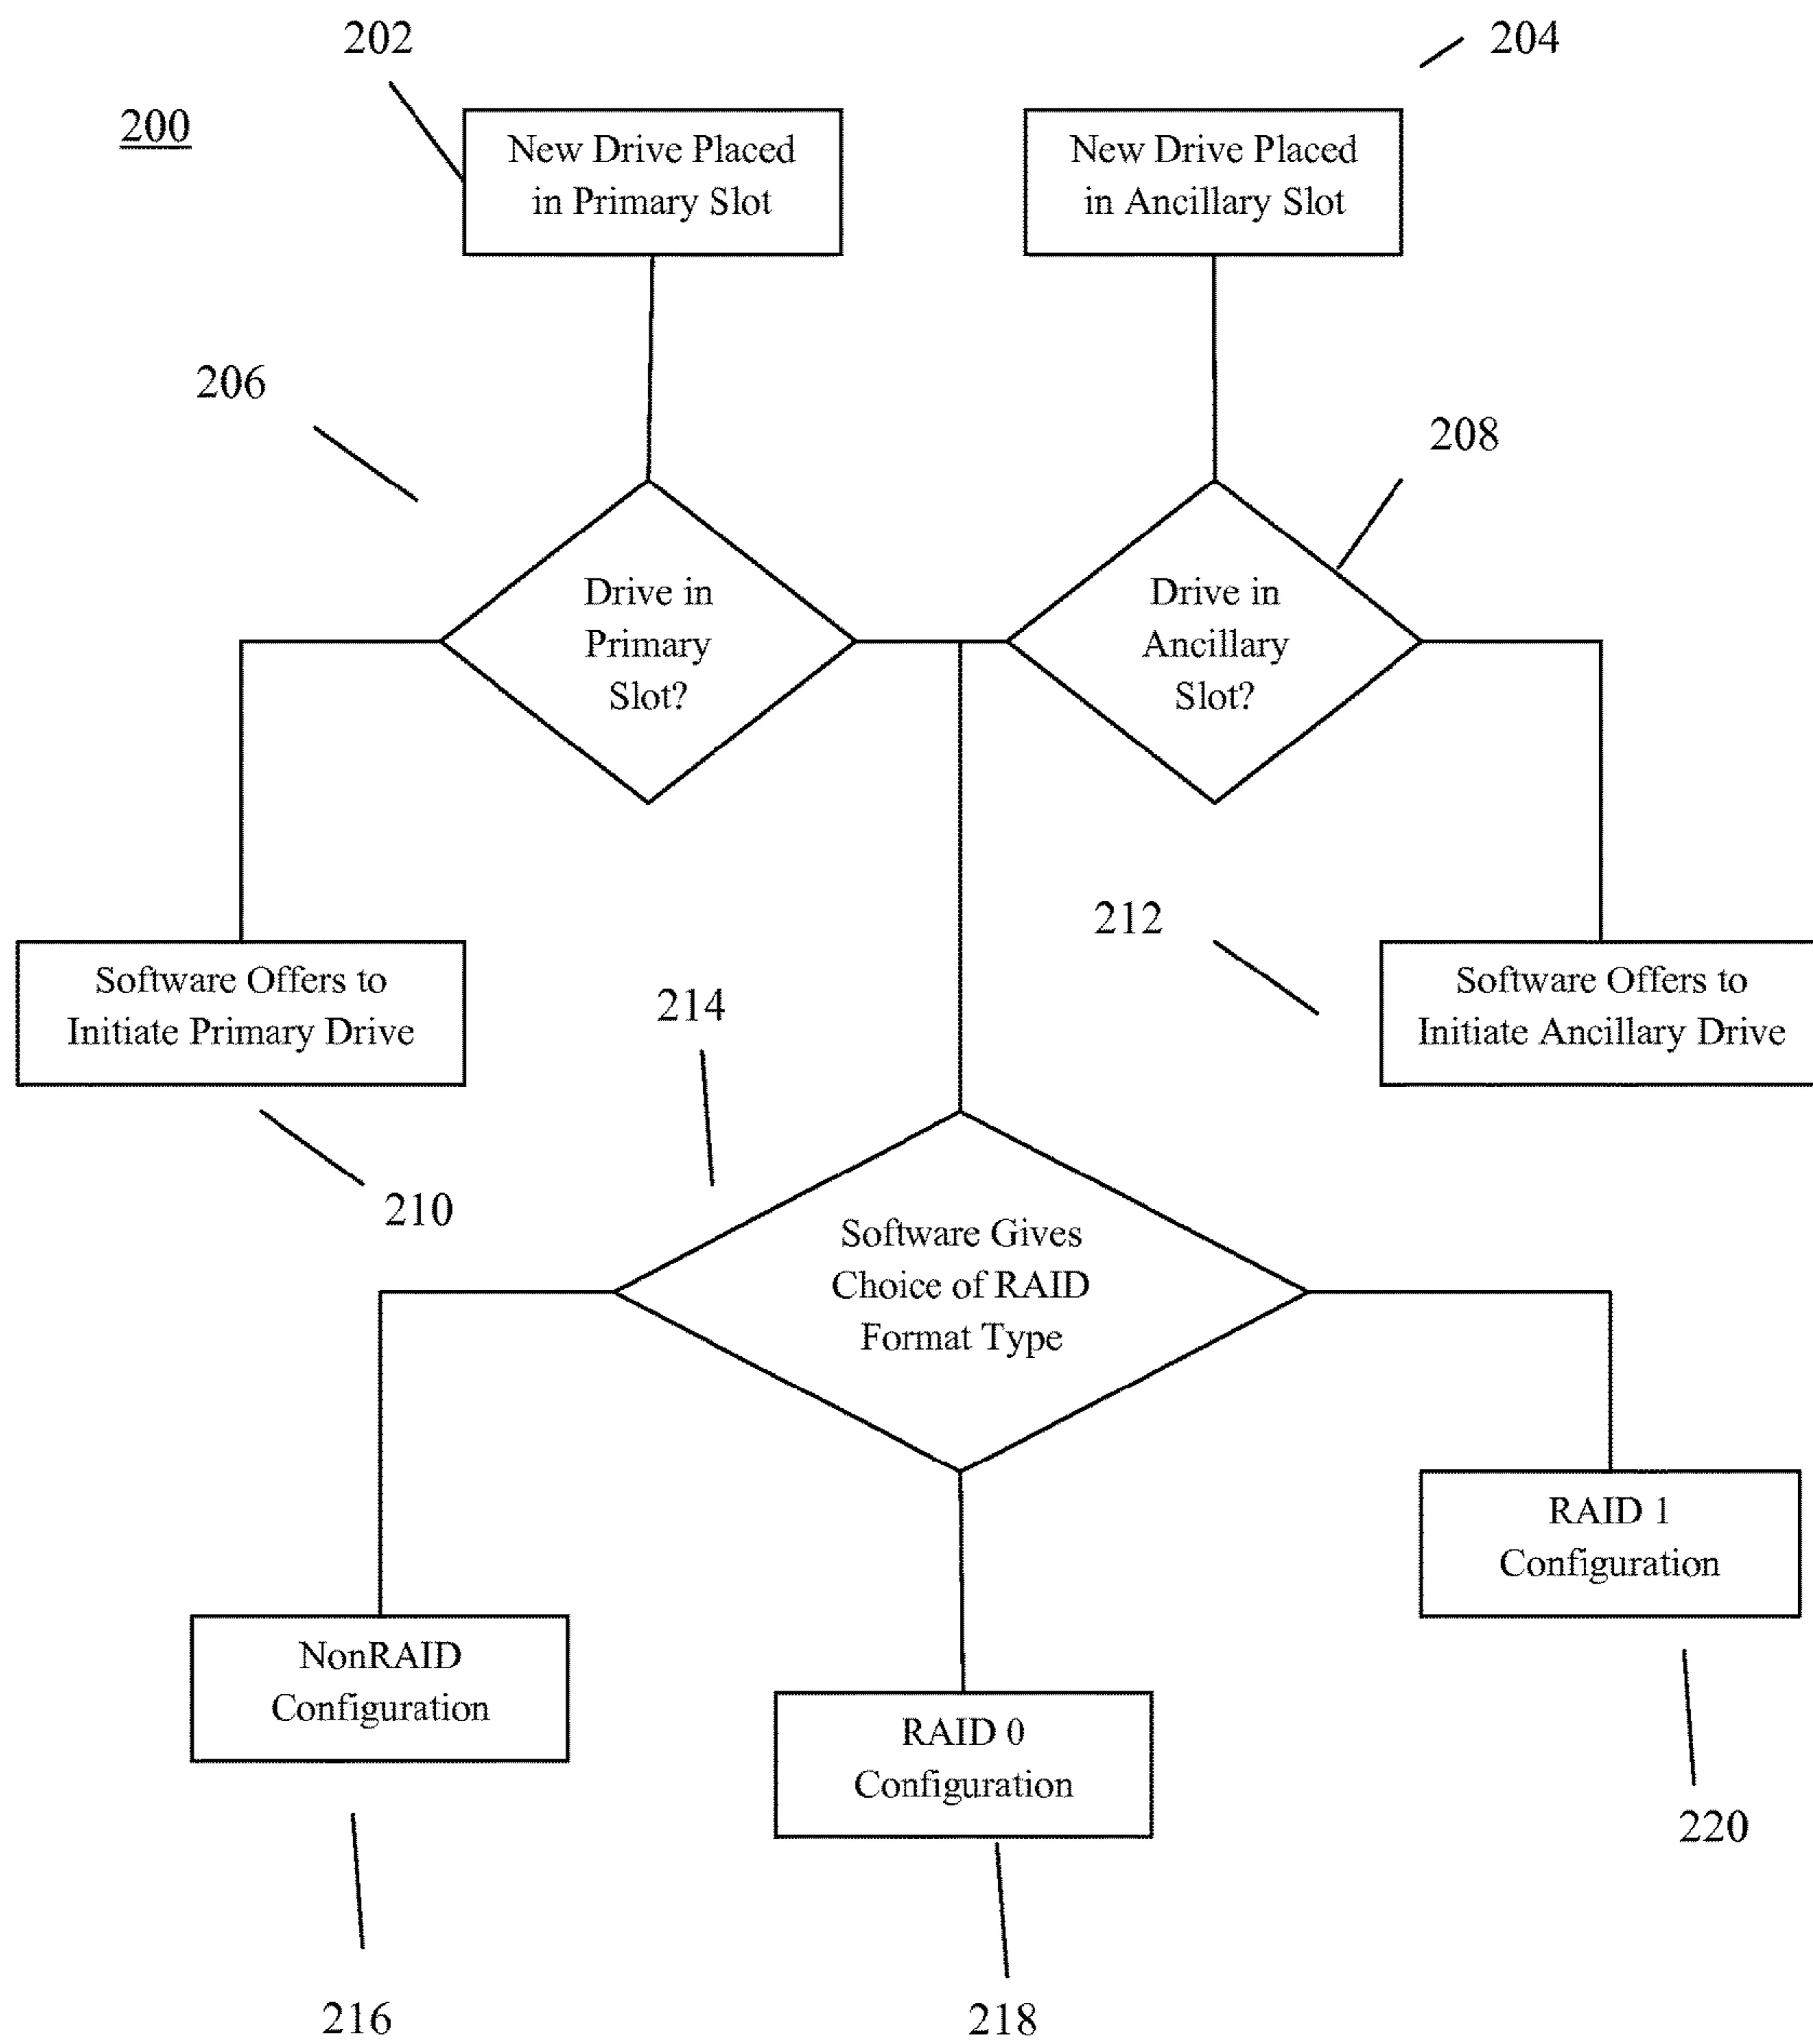 202
204
200
New Drive Placed
in Primary Slot
New Drive Placed
in Ancillary Slot
206
208
Drive in
Primary
Slot?
Drive in
Ancillary
Slot?
212
Software Offers to
Initiate Primary Drive
214
Software Offers to
Initiate Ancillary Drive
210
Software Gives
Choice of RAID
Format Type
RAID 1
Configuration
NonRAID
Configuration
RAID 0
Configuration
220
216
218